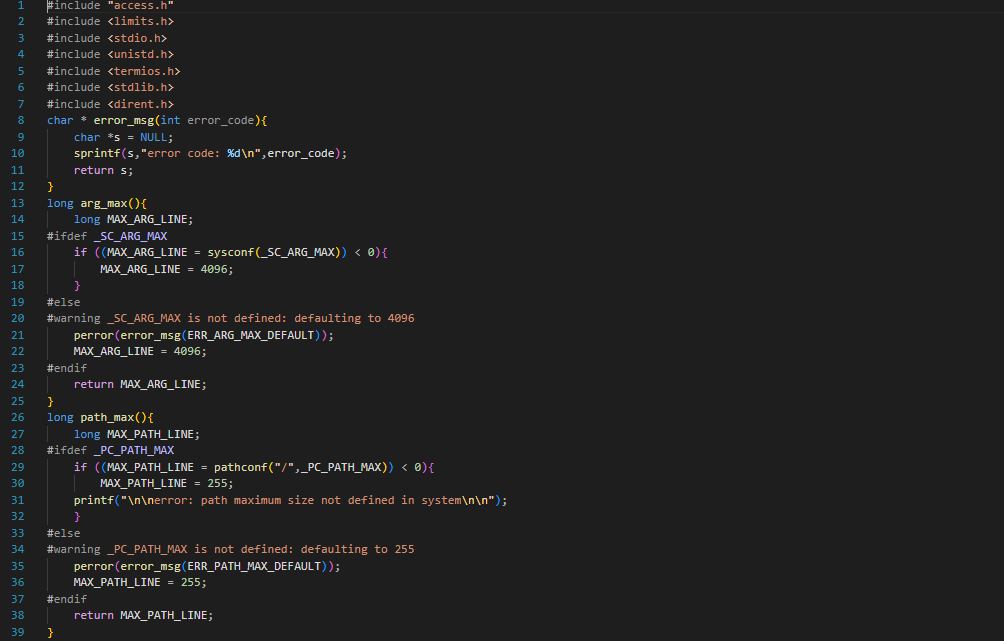 1 #include "access.h"
2 #include <limits.h>
3 #include <stdio.h>
4 #include <unistd.h>
5 #include <termios.h>
6 #include <stdlib.h>
7 #include <dirent.h>
8 char * error_msg(int error_code){
9     char *s = NULL;
10     sprintf(s,"error code: %d\n",error_code);
11     return s;
12 }
13 long arg_max(){
14     long MAX_ARG_LINE;
15 #ifdef _SC_ARG_MAX
16     if ((MAX_ARG_LINE = sysconf(_SC_ARG_MAX)) < 0){
17         MAX_ARG_LINE = 4096;
18     }
19 #else
20 #warning _SC_ARG_MAX is not defined: defaulting to 4096
21     perror(error_msg(ERR_ARG_MAX_DEFAULT));
22     MAX_ARG_LINE = 4096;
23 #endif
24     return MAX_ARG_LINE;
25 }
26 long path_max(){
27     long MAX_PATH_LINE;
28 #ifdef _PC_PATH_MAX
29     if ((MAX_PATH_LINE = pathconf("/",_PC_PATH_MAX)) < 0){
30         MAX_PATH_LINE = 255;
31     printf("\n\nerror: path maximum size not defined in system\n\n");
32     }
33 #else
34 #warning _PC_PATH_MAX is not defined: defaulting to 255
35     perror(error_msg(ERR_PATH_MAX_DEFAULT));
36     MAX_PATH_LINE = 255;
37 #endif
38     return MAX_PATH_LINE;
39 }